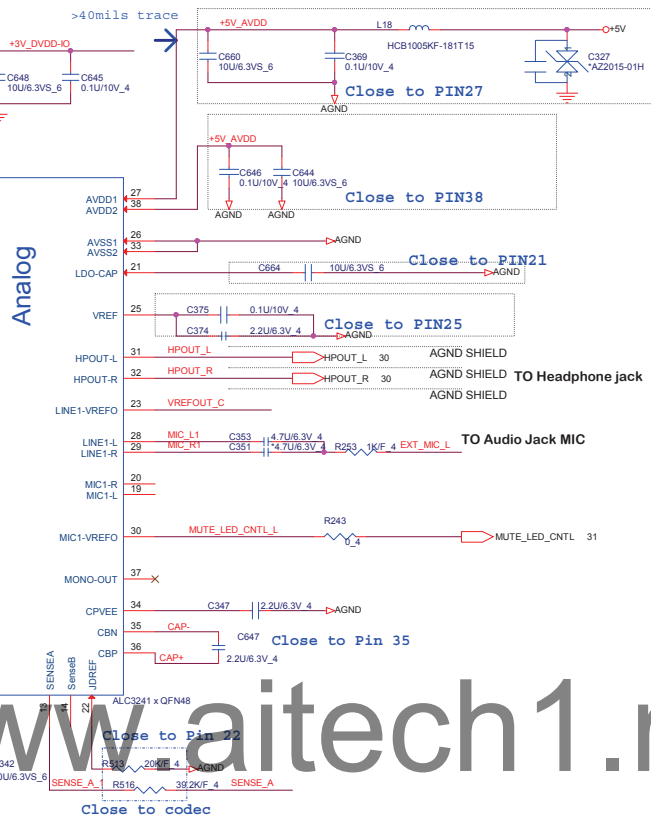 >40mils trace
+5V_AVDD
L18
+5V
+3V_DVDD-IO
HCB1005KF-181T15
C660
10U/6.3VS_6
C369
0.1U/10V_4
C327
*AZ2015-01H
1
2
C648
10U/6.3VS_6
C645
0.1U/10V_4
Close to PIN27
AGND
+5V_AVDD
C646
0.1U/10V_4
C644
10U/6.3VS_6
Close to PIN38
AGND
AGND
Analog
AVDD1 27
AVDD2 38
AVSS1 26
AVSS2 33
AGND
Close to PIN21
LDO-CAP 21
C664 10U/6.3VS_6
AGND
VREF 25
C375 0.1U/10V_4
C374 2.2U/6.3V_4
Close to PIN25
AGND
HPOUT-L 31 HPOUT_L HPOUT_L 30
AGND SHIELD
HPOUT-R 32 HPOUT_R HPOUT_R 30
AGND SHIELD TO Headphone jack
AGND SHIELD
LINE1-VREFO 23 VREFOUT_C
LINE1-L 28 MIC_L1 C353 4.7U/6.3V_4
TO Audio Jack MIC
LINE1-R 29 MIC_R1 C351 *4.7U/6.3V_4 R253 1K/F_4 EXT_MIC_L
MIC1-R 20
MIC1-L 19
MIC1-VREFO 30 MUTE_LED_CNTL_L R243 0_4 MUTE_LED_CNTL 31
MONO-OUT 37
CPVEE 34 C347 2.2U/6.3V_4 AGND
CBN 35 CAP-
C647
2.2U/6.3V_4
Close to Pin 35
CBP 36 CAP+
SENSEA
SenseB
JDREF
13
14
22
ALC3241 x QFN48
ww.aitech1.r
Close to Pin 22
R513 20K/F_4 AGND
342
0U/6.3VS_6
SENSE_A_1 R516 39.2K/F_4 SENSE_A
Close to codec